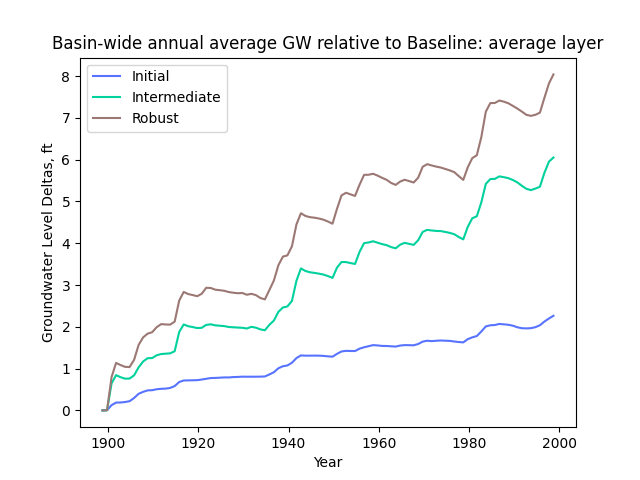 Basin-wide annual average GW relative to Baseline: average layer
Initial
Intermediate
Robust
Groundwater Level Deltas, ft
8
7
6
5
4
3
2
1
0
1900 1920 1940 1960 1980 2000
Year